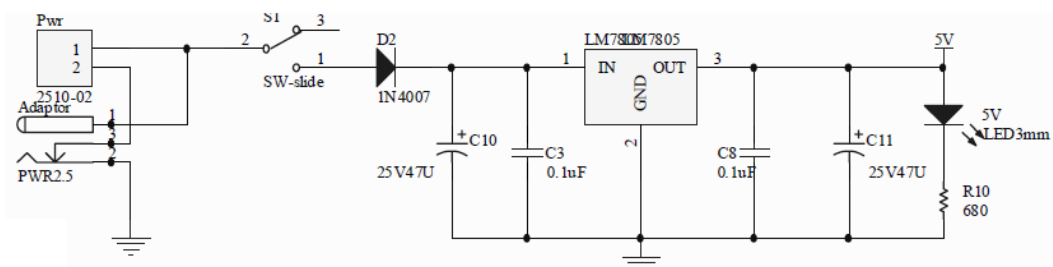 Pwr
1
2
2510-02
Adaptor
1
3
2
PWR2.5
S1
3
2
1
SW-slide
D2
1N4007
C10
25V47U
C3
0.1uF
LM7805LM7805
1
IN
OUT
3
GND
2
C8
0.1uF
C11
25V47U
5V
5V
LED3mm
R10
680